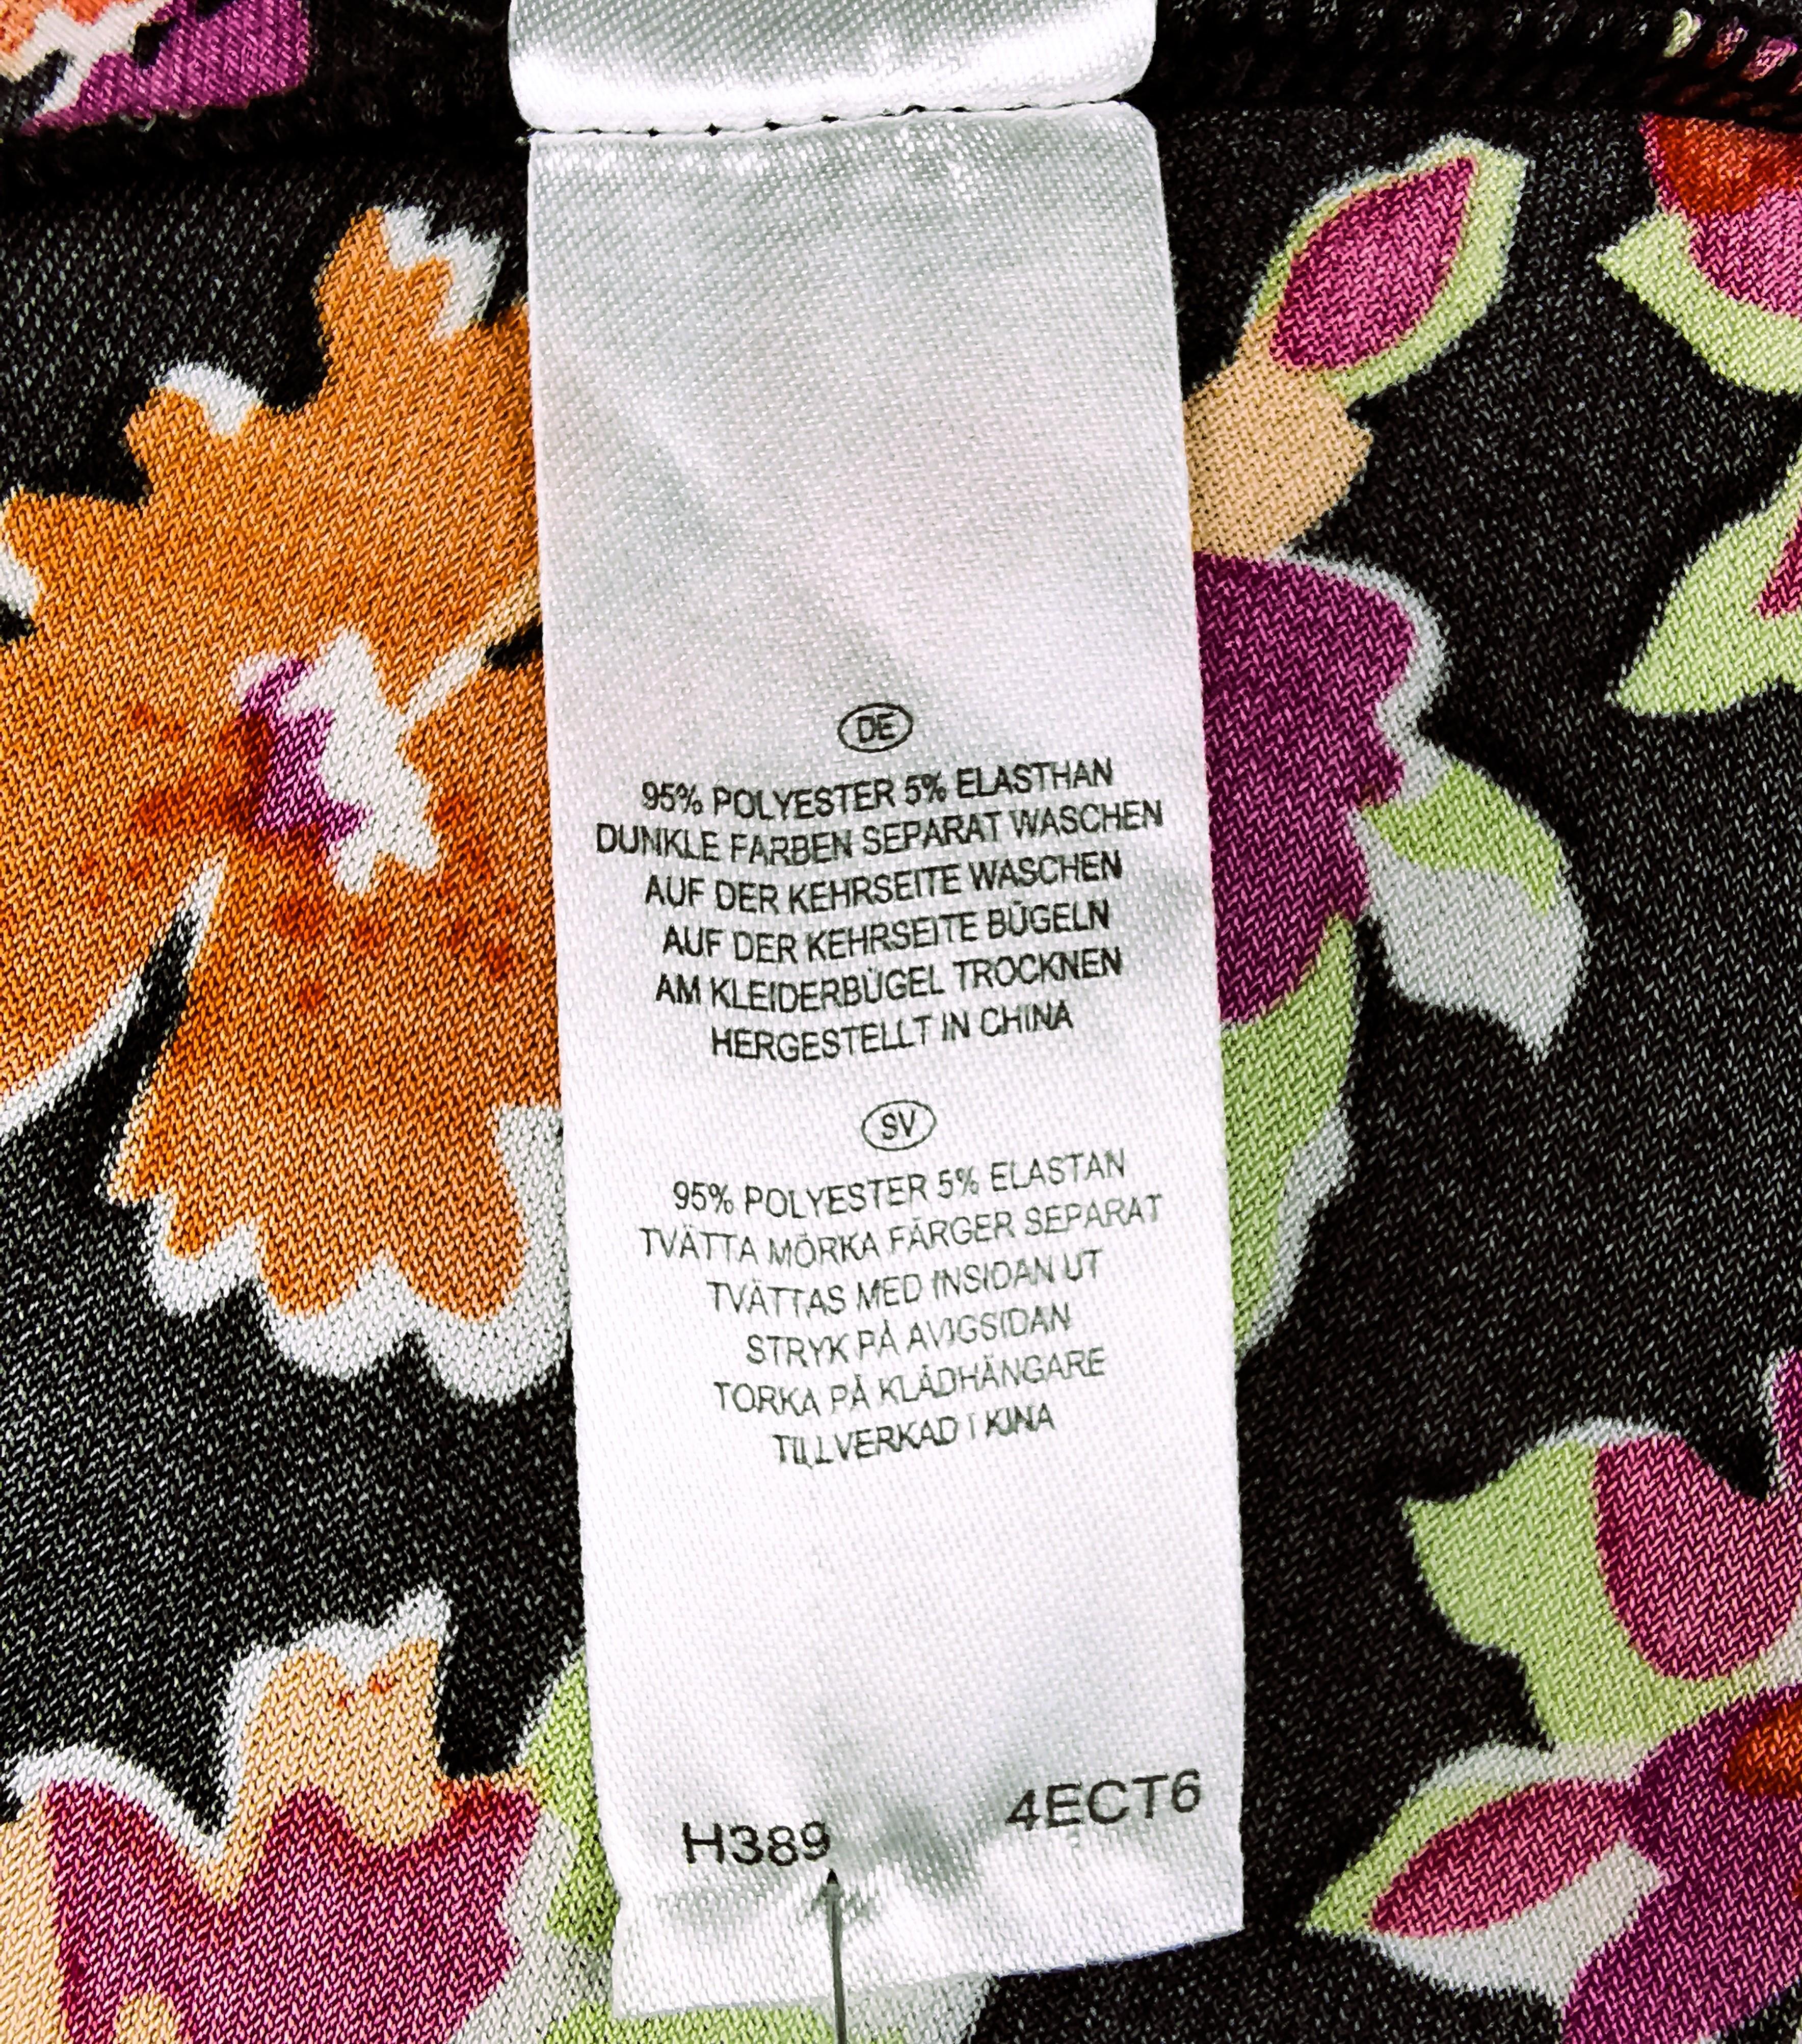 DE
95% POLYESTER 5% ELASTHAN
DUNKLE FARBEN SEPARAT WASCHEN
AUF DER KEHRSEITE WASCHEN
AUF DER KEHRSEITE BÜGELN
AM KLEIDERBÜGEL TROCKNEN
HERGESTELLT IN CHINA
SV
95% POLYESTER 5% ELASTAN
TVÄTTA MÖRKA FÄRGER SEPARAT
TVÄTTAS MED INSIDAN UT
STRYK PÅ AVIGSIDAN
TORKA PÅ KLÄDHÄNGARE
TILLVERKAD I KINA
H389 4ECT6